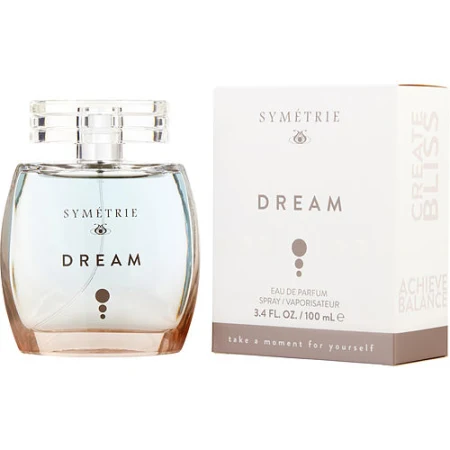 SYMÉTRIE
DREAM
SYMÉTRIE
DREAM
EAU DE PARFUM
SPRAY / VAPORISATEUR
3.4 FL. OZ. / 100 mL ℮
take a moment for yourself
CREATE
BLISS
ACHIEVE
BALANCE